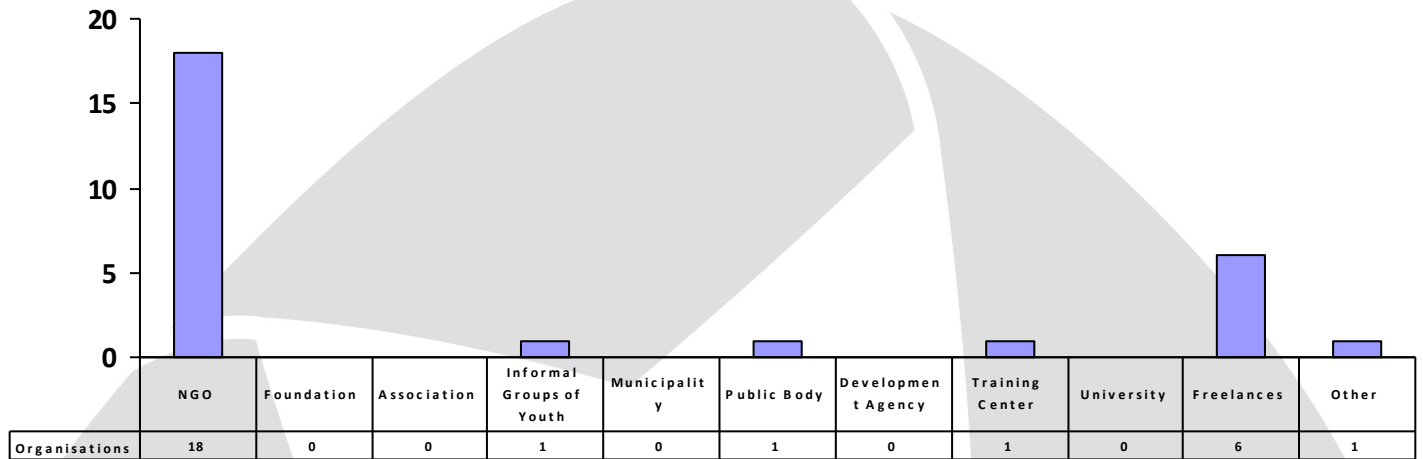 20
15
10
5
0
NGO
Foundation
Association
Informal
Groups of
Youth
Municipalit
y
Public Body
Developmen
t Agency
Training
Center
University
Freelances
Other
Organisations 18 0 0 1 0 1 0 1 0 6 1